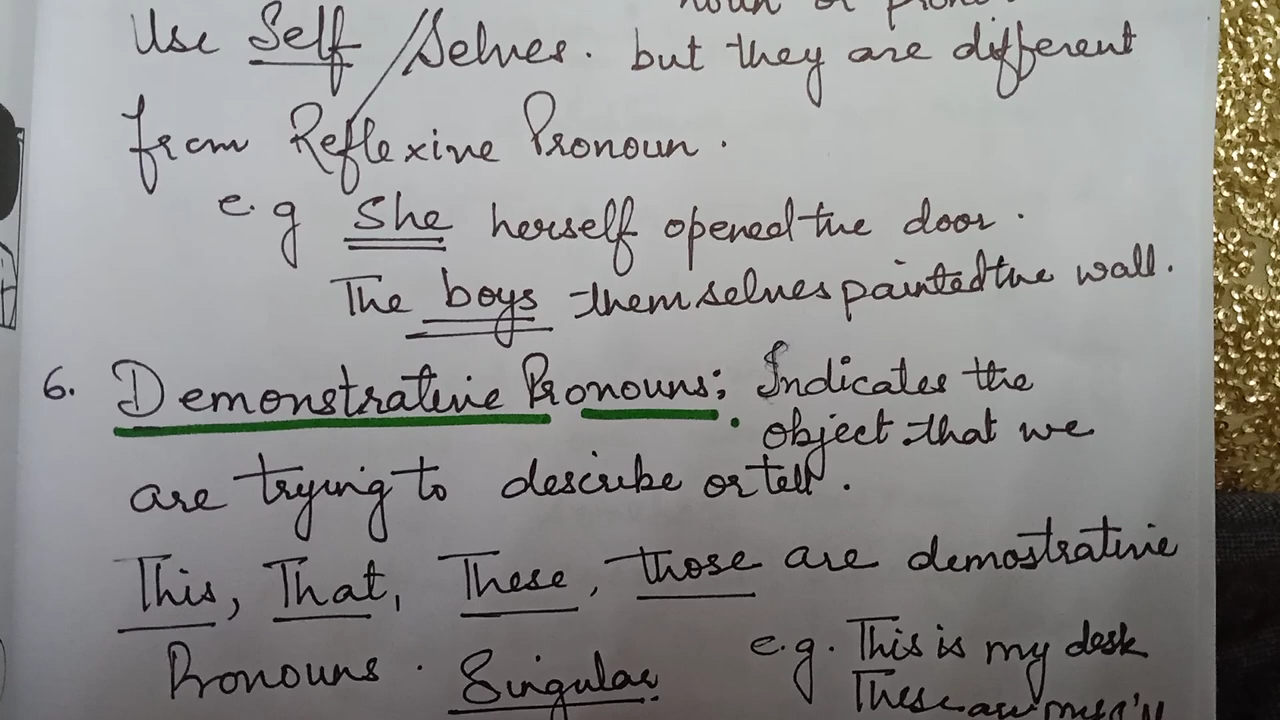 Use Self/Selves. but they are different
from Reflexive Pronoun.
e.g She herself opened the door.
The boys themselves painted the wall.
6. Demonstrative Pronouns; Indicates the
object that we
are trying to describe or tell.
This, That, These, those are demostrative
Pronouns. Singular
e.g. This is my desk
These are